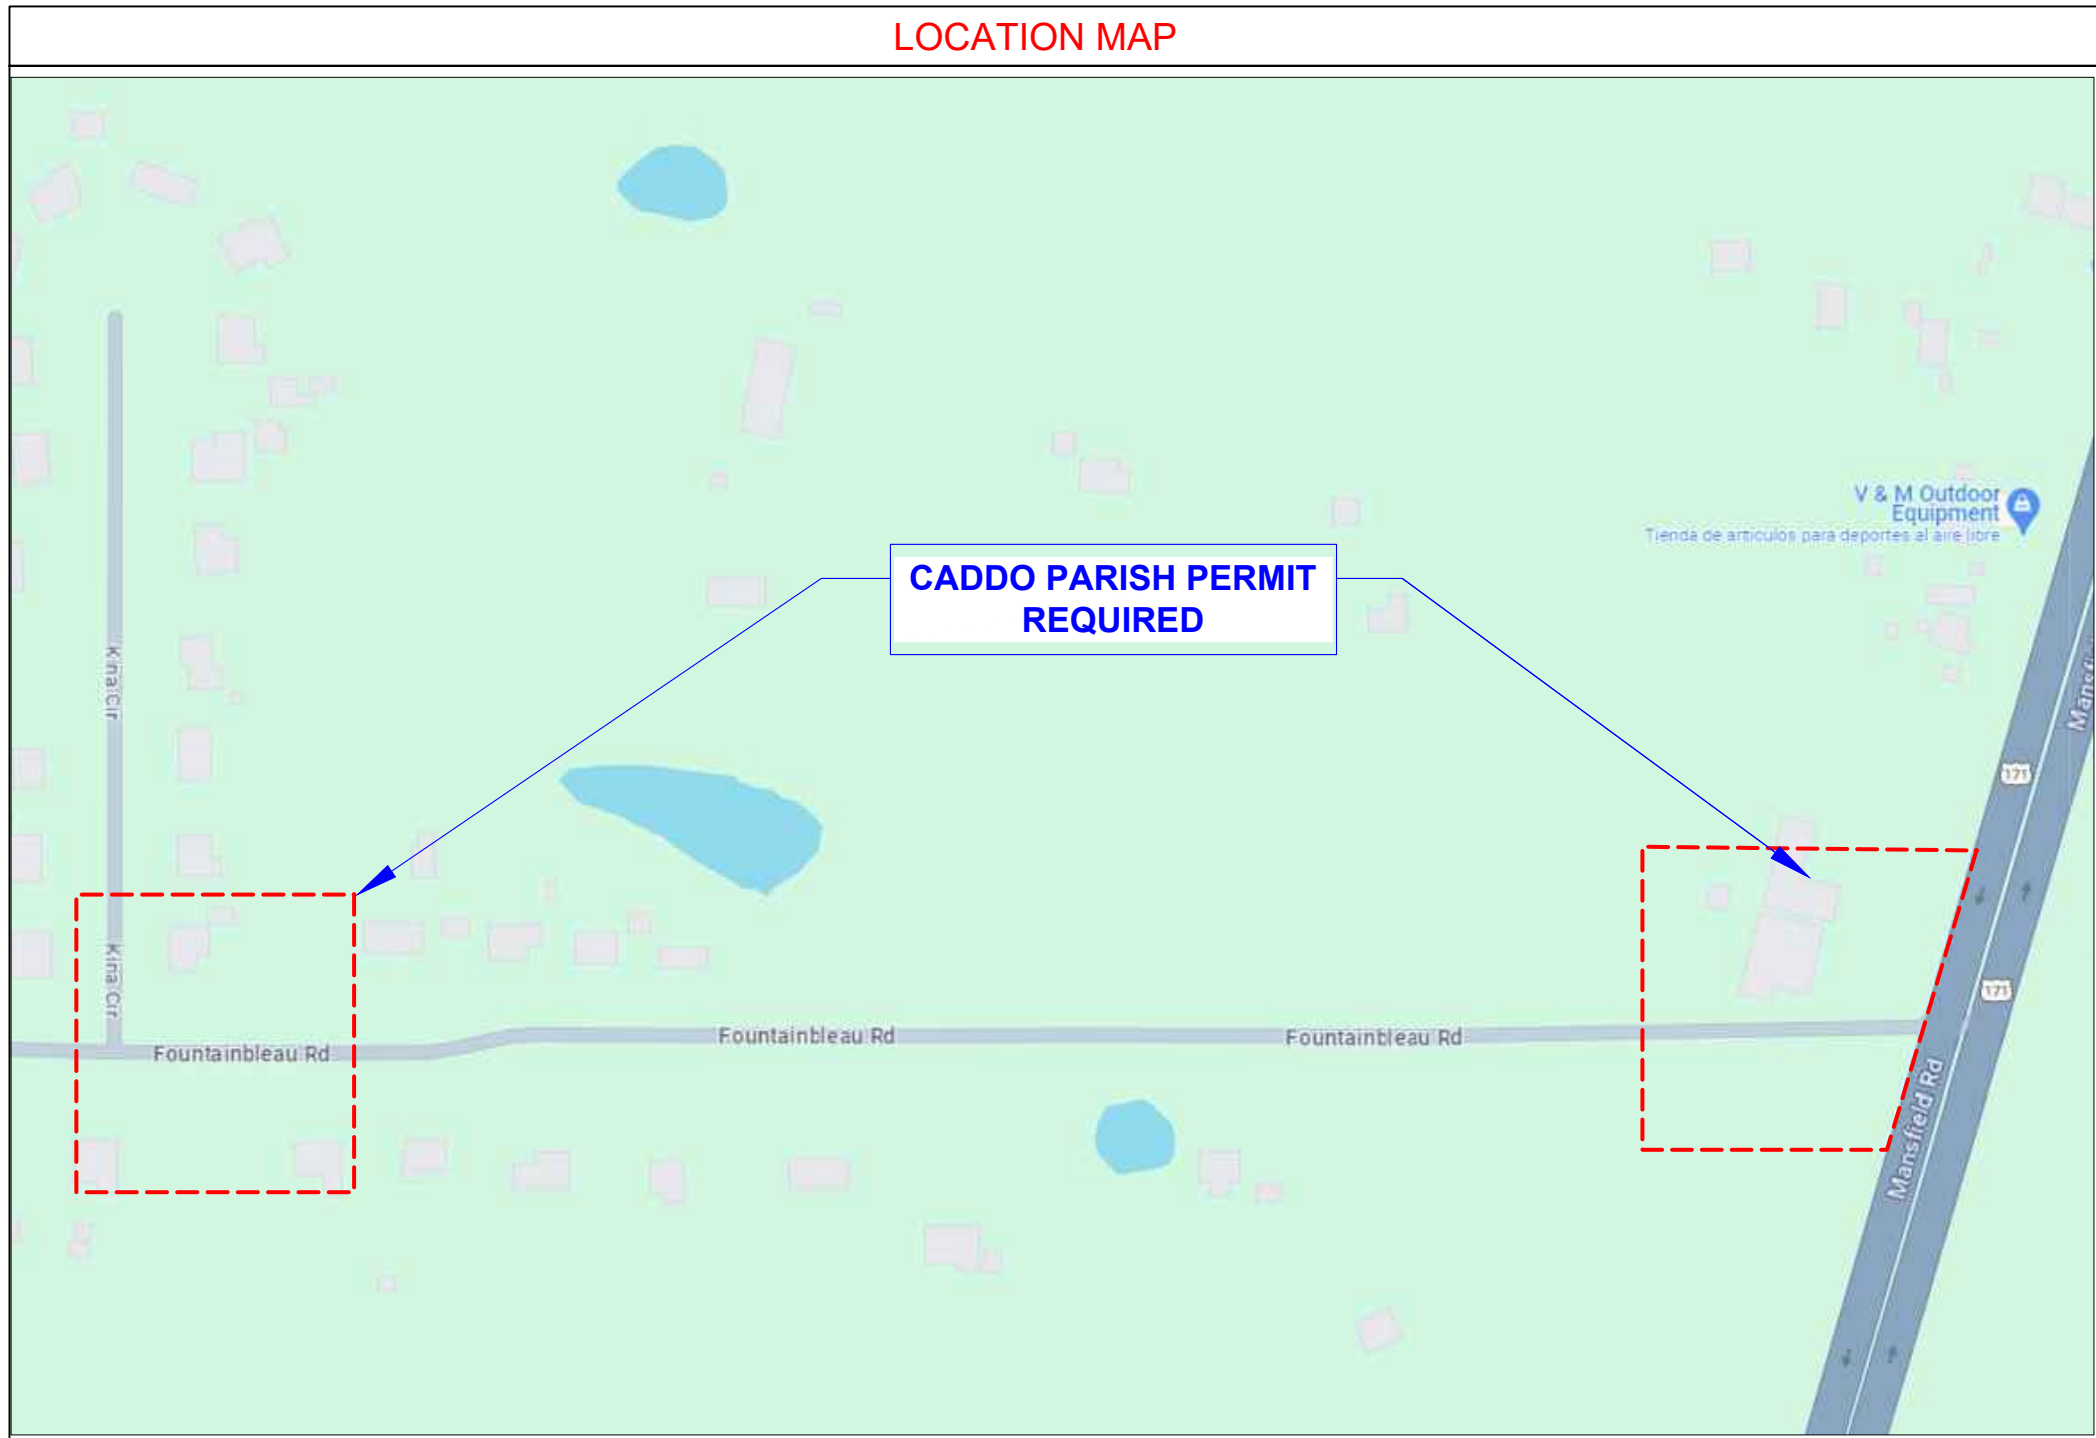 LOCATION MAP
V & M Outdoor
Equipment
Tienda de artículos para deportes al aire libre
CADDO PARISH PERMIT
REQUIRED
Kina Cir
171
Kina Cir
171
Fountainbleau Rd
Fountainbleau Rd
Fountainbleau Rd
Mansfield Rd